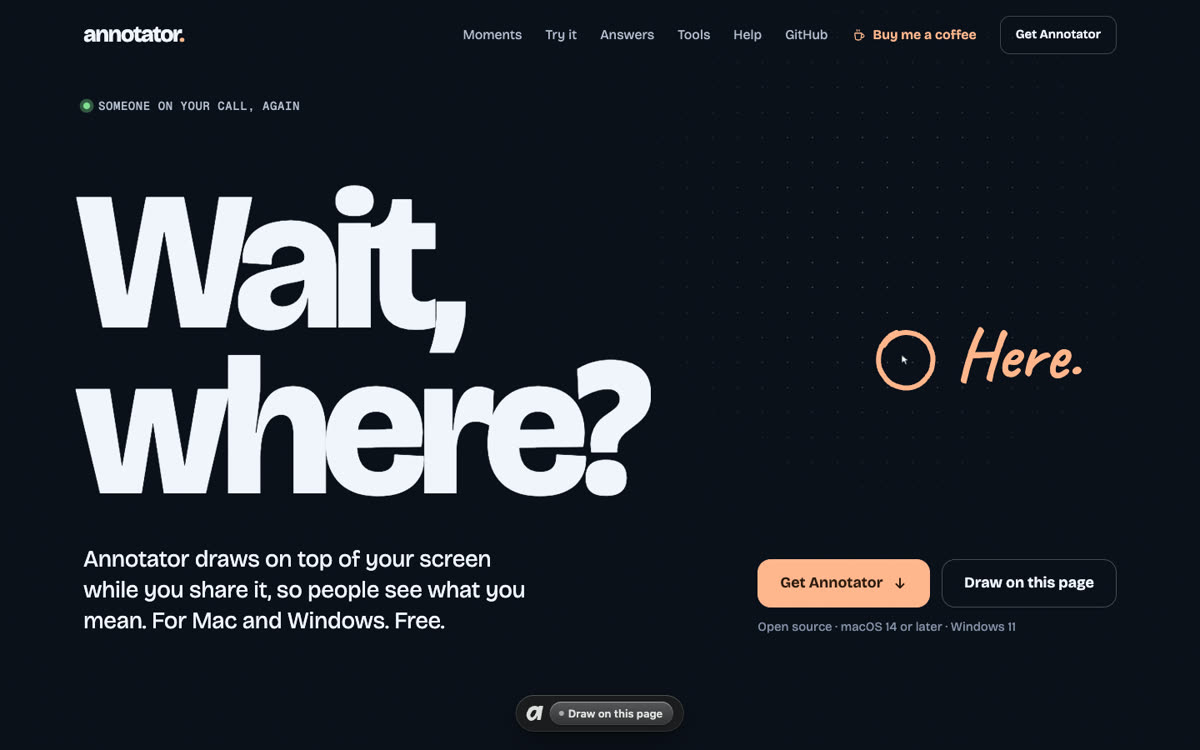 annotator.
Moments Try it Answers Tools Help GitHub Buy me a coffee Get Annotator
SOMEONE ON YOUR CALL, AGAIN
Wait,
where?
Here.
Annotator draws on top of your screen
while you share it, so people see what you
mean. For Mac and Windows. Free.
Get Annotator ↓ Draw on this page
Open source · macOS 14 or later · Windows 11
a Draw on this page